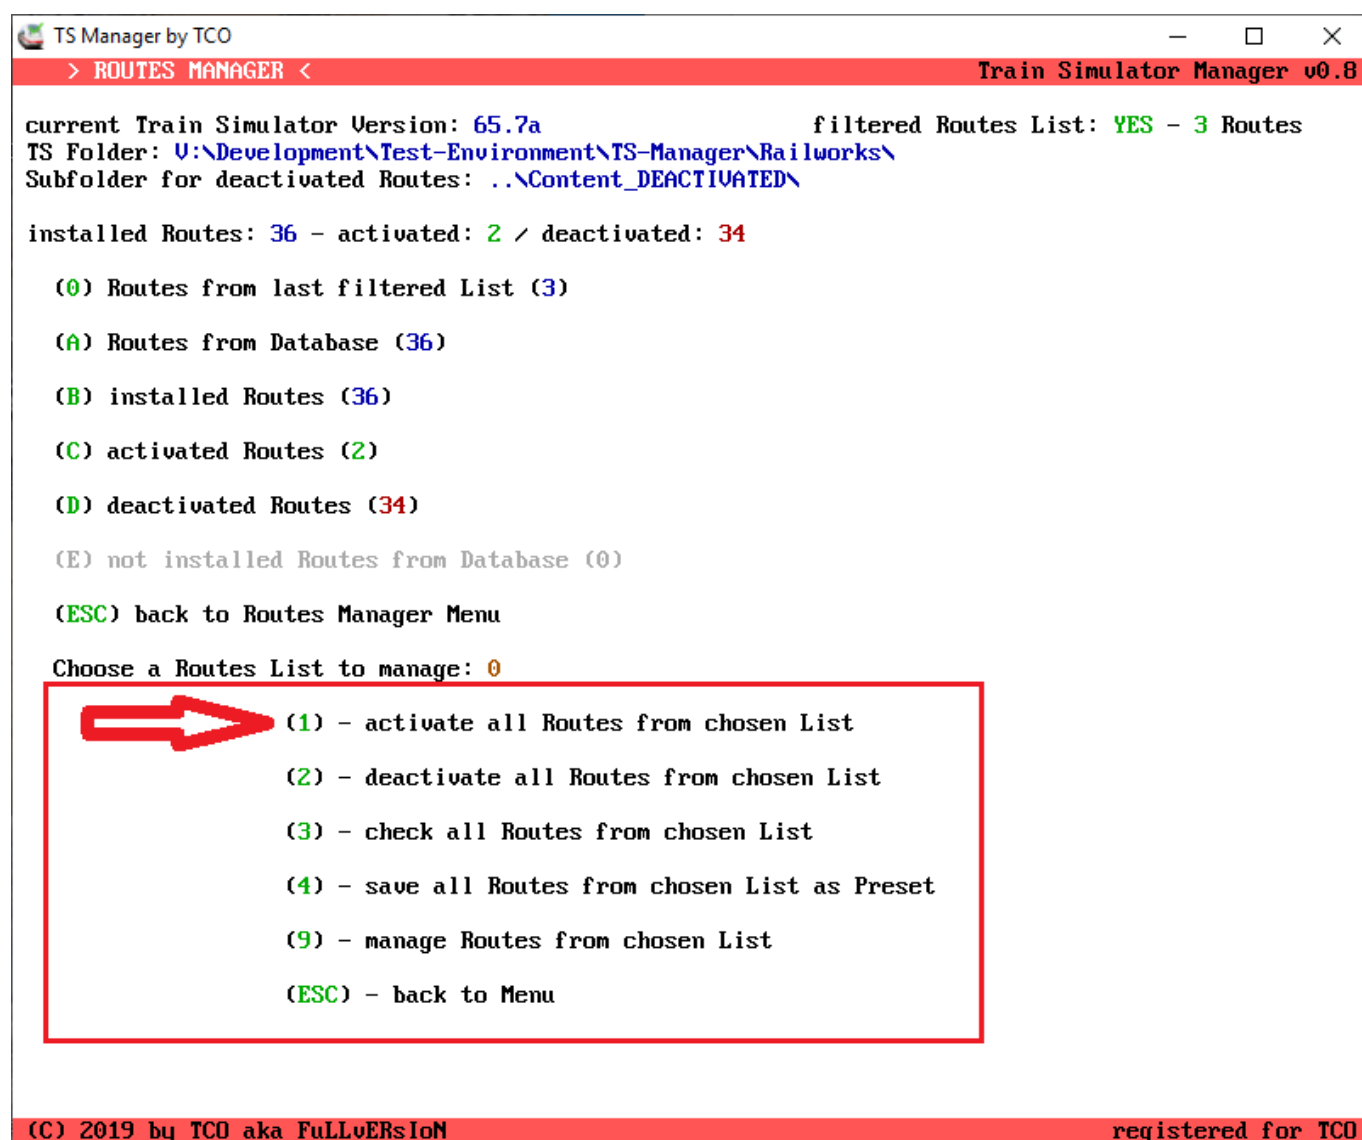 TS Manager by TCO
> ROUTES MANAGER < Train Simulator Manager v0.8
current Train Simulator Version: 65.7a filtered Routes List: YES - 3 Routes
TS Folder: V:\Development\Test-Environment\TS-Manager\Railworks\
Subfolder for deactivated Routes: ..\Content_DEACTIVATED\
installed Routes: 36 - activated: 2 / deactivated: 34
(0) Routes from last filtered List (3)
(A) Routes from Database (36)
(B) installed Routes (36)
(C) activated Routes (2)
(D) deactivated Routes (34)
(E) not installed Routes from Database (0)
(ESC) back to Routes Manager Menu
Choose a Routes List to manage: 0
(1) - activate all Routes from chosen List
(2) - deactivate all Routes from chosen List
(3) - check all Routes from chosen List
(4) - save all Routes from chosen List as Preset
(9) - manage Routes from chosen List
(ESC) - back to Menu
(C) 2019 by TCO aka FuLLvERsIoN registered for TCO